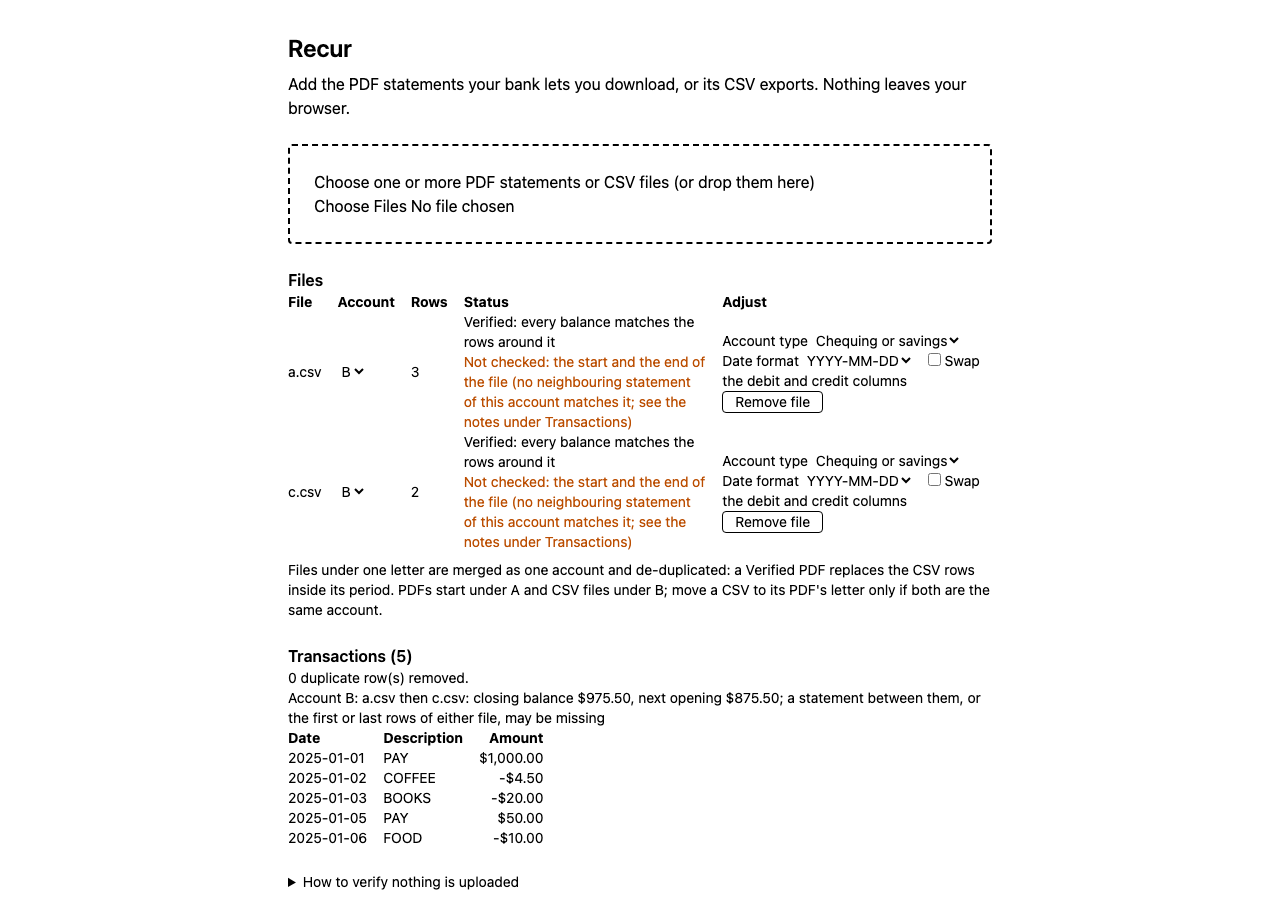 Recur
Add the PDF statements your bank lets you download, or its CSV exports. Nothing leaves your
browser.
Choose one or more PDF statements or CSV files (or drop them here)
Choose Files No file chosen
Files
File Account Rows Status Adjust
a.csv B 3
Verified: every balance matches the
rows around it
Not checked: the start and the end of
the file (no neighbouring statement
of this account matches it; see the
notes under Transactions)
Account type Chequing or savings
Date format YYYY-MM-DD Swap
the debit and credit columns
Remove file
c.csv B 2
Verified: every balance matches the
rows around it
Not checked: the start and the end of
the file (no neighbouring statement
of this account matches it; see the
notes under Transactions)
Account type Chequing or savings
Date format YYYY-MM-DD Swap
the debit and credit columns
Remove file
Files under one letter are merged as one account and de-duplicated: a Verified PDF replaces the CSV rows
inside its period. PDFs start under A and CSV files under B; move a CSV to its PDF's letter only if both are the
same account.
Transactions (5)
0 duplicate row(s) removed.
Account B: a.csv then c.csv: closing balance $975.50, next opening $875.50; a statement between them, or
the first or last rows of either file, may be missing
Date Description Amount
2025-01-01 PAY $1,000.00
2025-01-02 COFFEE -$4.50
2025-01-03 BOOKS -$20.00
2025-01-05 PAY $50.00
2025-01-06 FOOD -$10.00
How to verify nothing is uploaded